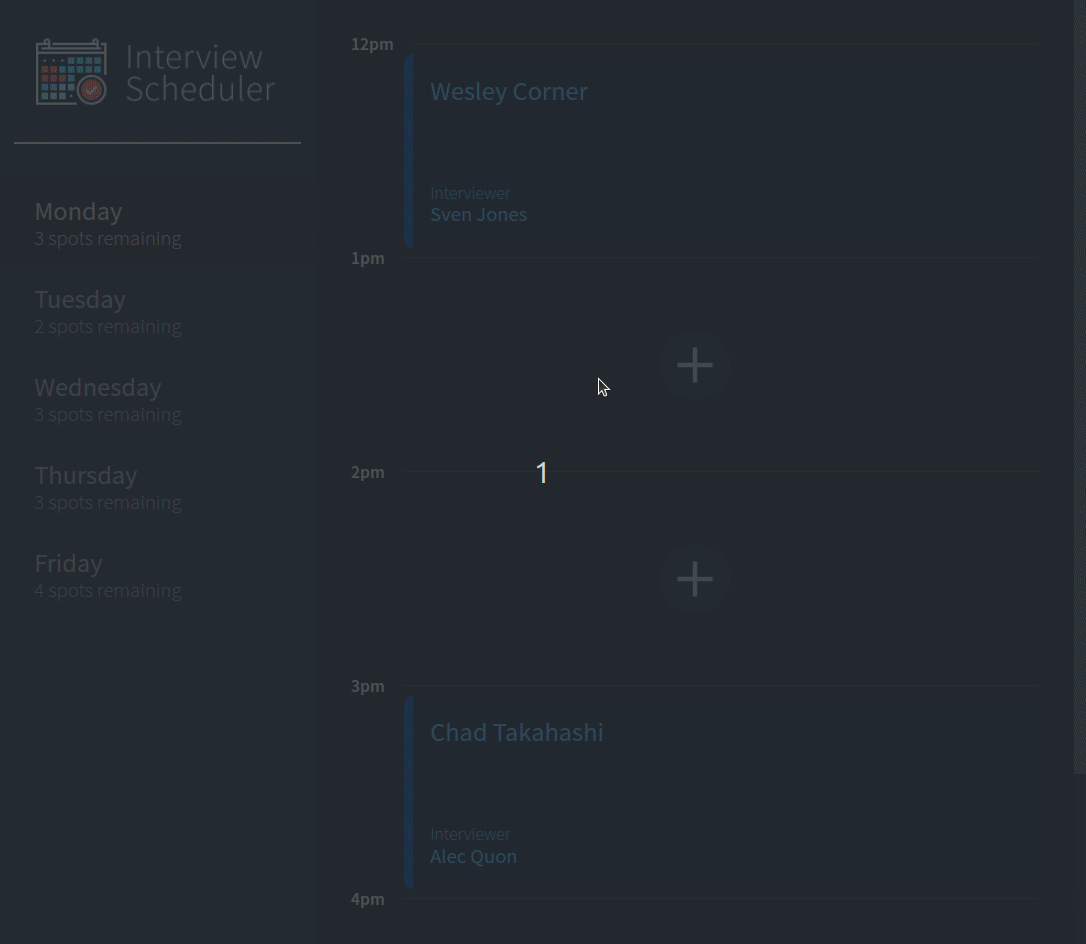 Interview
Scheduler
Monday
3 spots remaining
Tuesday
2 spots remaining
Wednesday
3 spots remaining
Thursday
3 spots remaining
Friday
4 spots remaining
12pm
Wesley Corner
Interviewer
Sven Jones
1pm
2pm
1
3pm
Chad Takahashi
Interviewer
Alec Quon
4pm